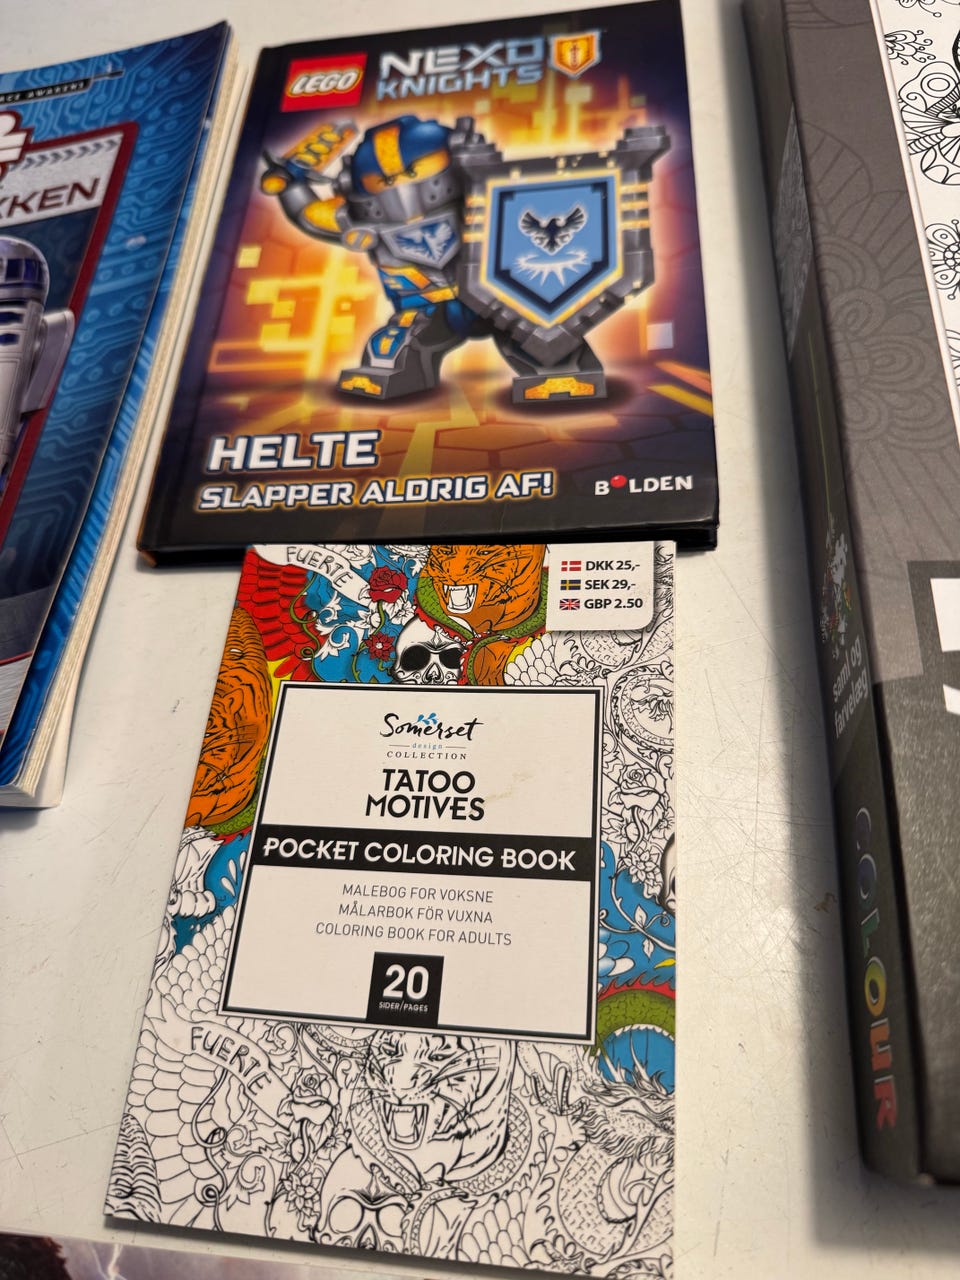 KKEN
LEGO
NEXO
KNIGHTS
HELTE
SLAPPER ALDRIG AF!
BOLDEN
FUERTE
DKK 25,-
SEK 29,-
GBP 2.50
Somerset
design
COLLECTION
TATOO
MOTIVES
POCKET COLORING BOOK
MALEBOG FOR VOKSNE
MÅLARBOK FÖR VUXNA
COLORING BOOK FOR ADULTS
20
SIDER/PAGES
FUERTE
saml og
farvelæg
COLOUR